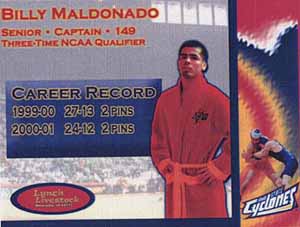 BILLY MALDONADO
SENIOR • CAPTAIN • 149
THREE-TIME NCAA QUALIFIER
CAREER RECORD
1999-00 27-13 2 PINS
2000-01 24-12 2 PINS
Lynch
Livestock
CYCLONES